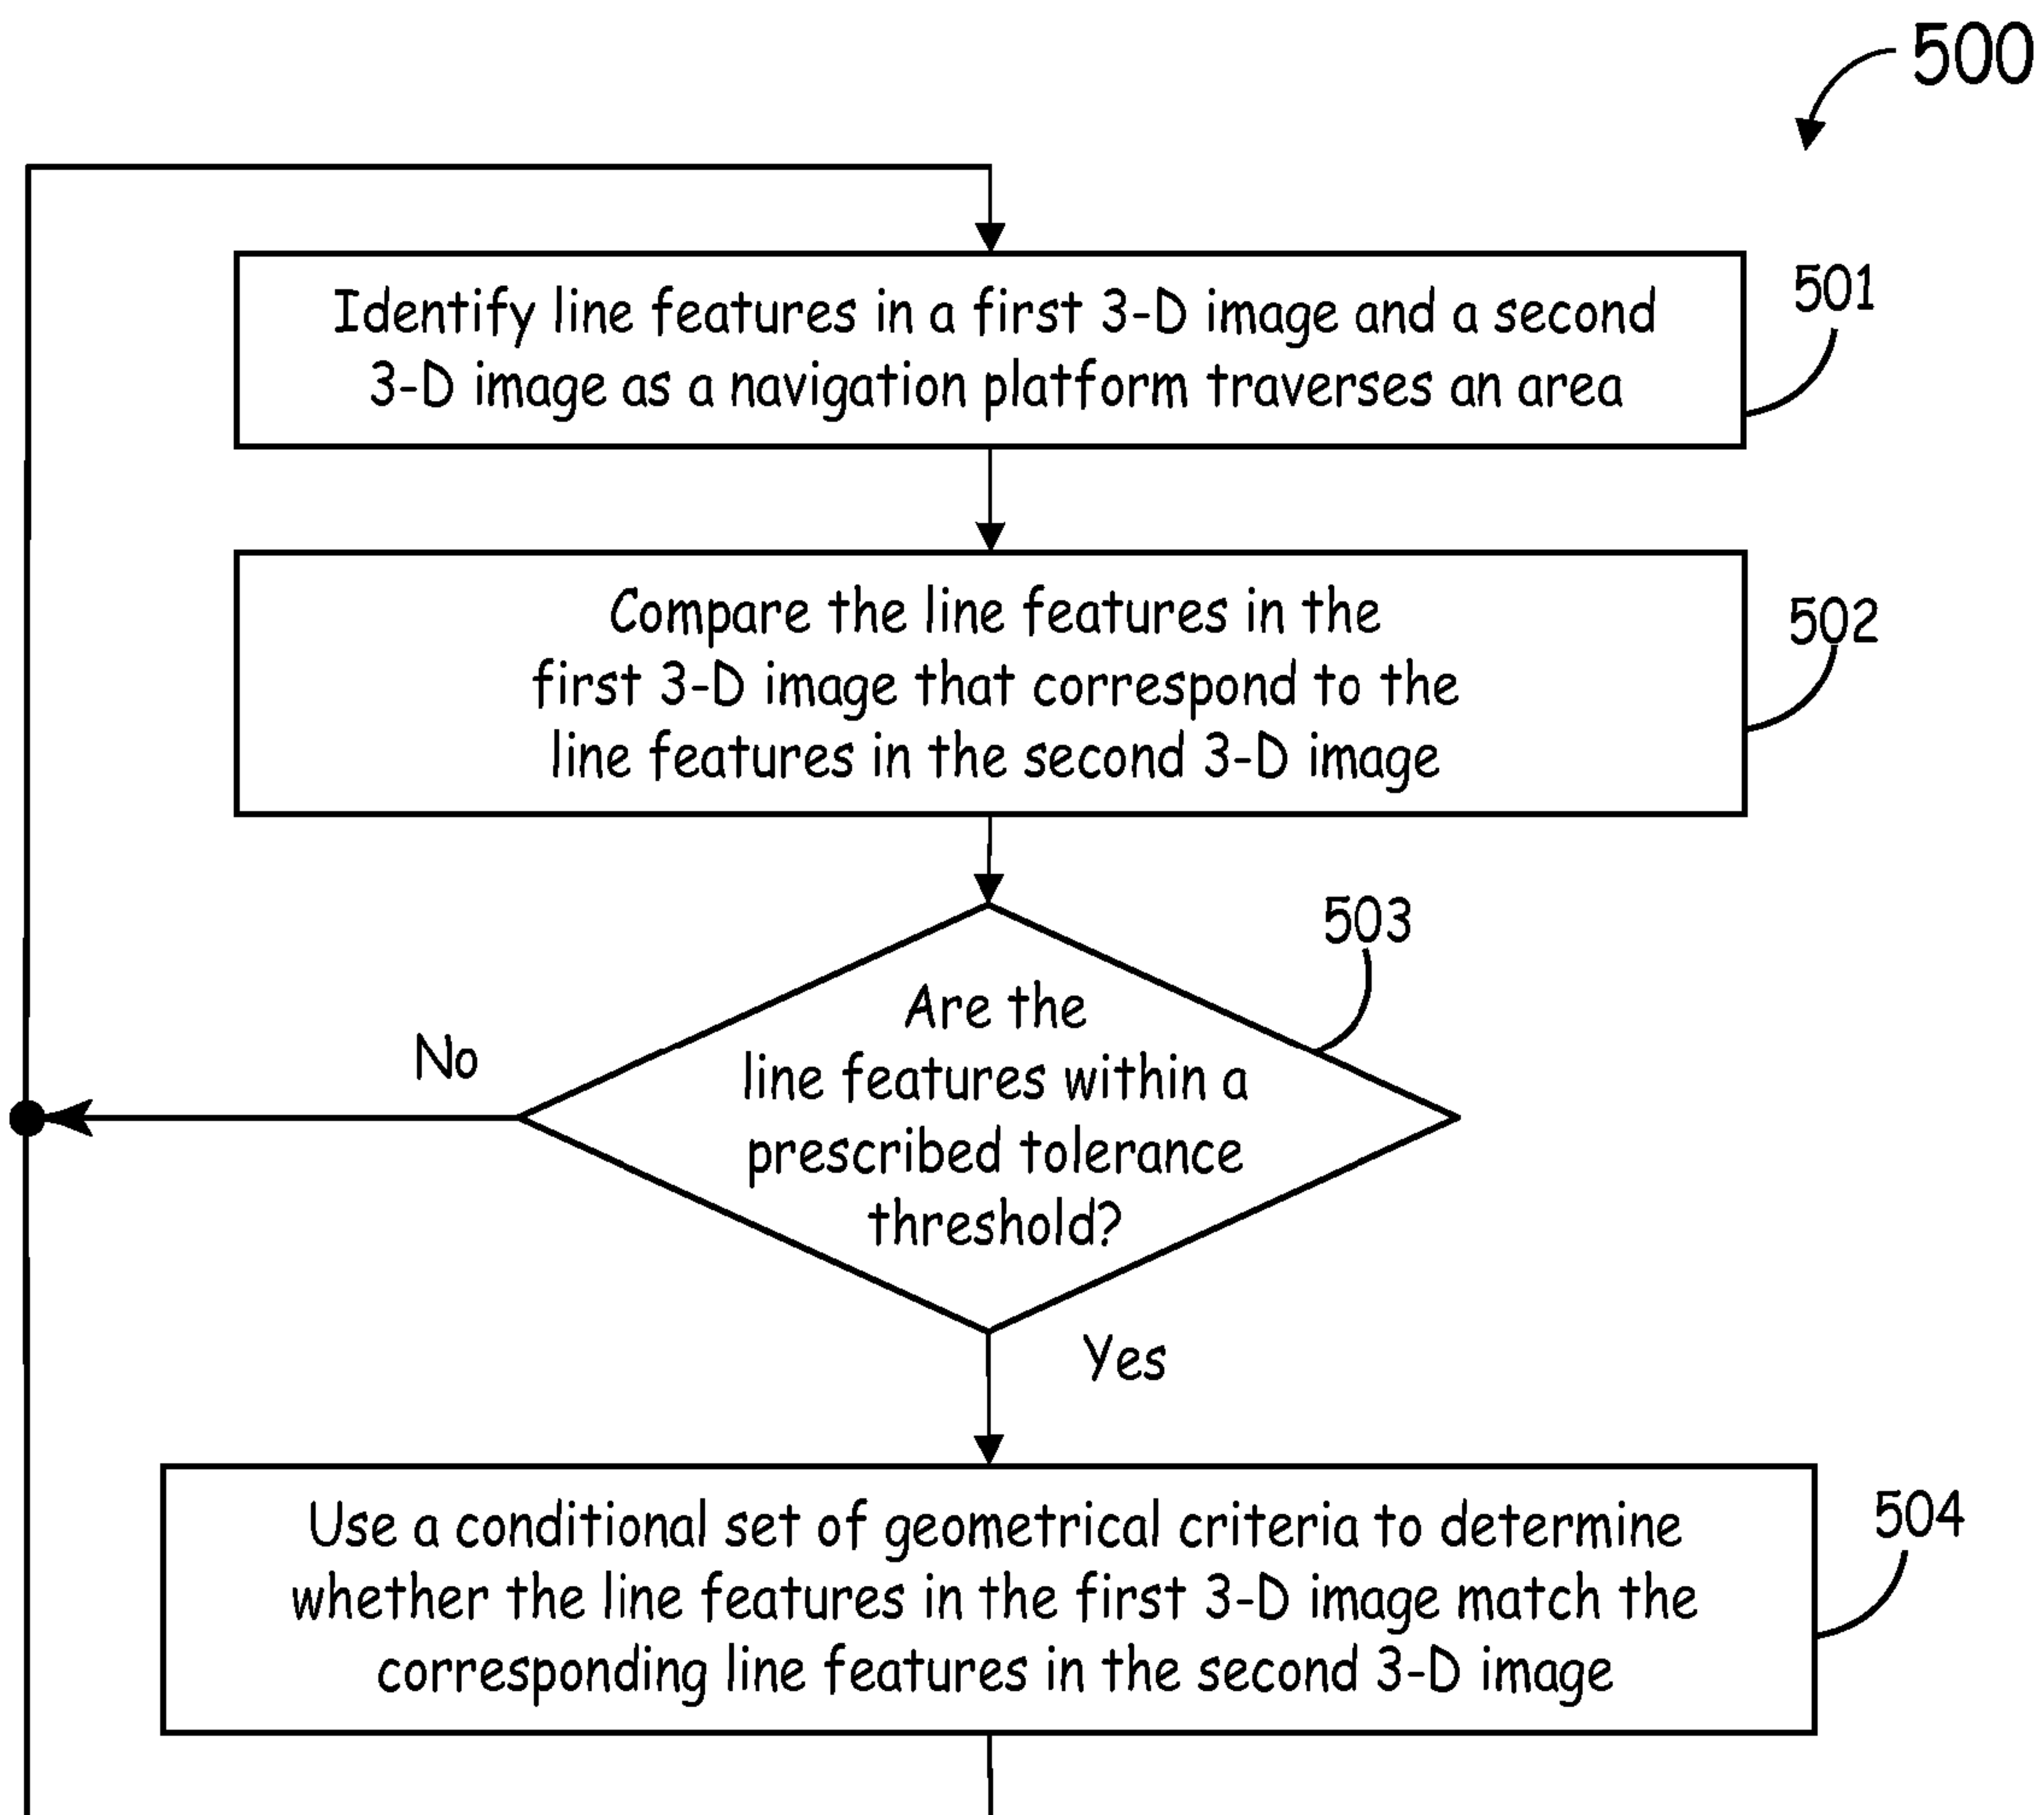 500
Identify line features in a first 3-D image and a second
3-D image as a navigation platform traverses an area
501
Compare the line features in the
first 3-D image that correspond to the
line features in the second 3-D image
502
503
Are the
line features within a
prescribed tolerance
threshold?
No
Yes
Use a conditional set of geometrical criteria to determine
whether the line features in the first 3-D image match the
corresponding line features in the second 3-D image
504